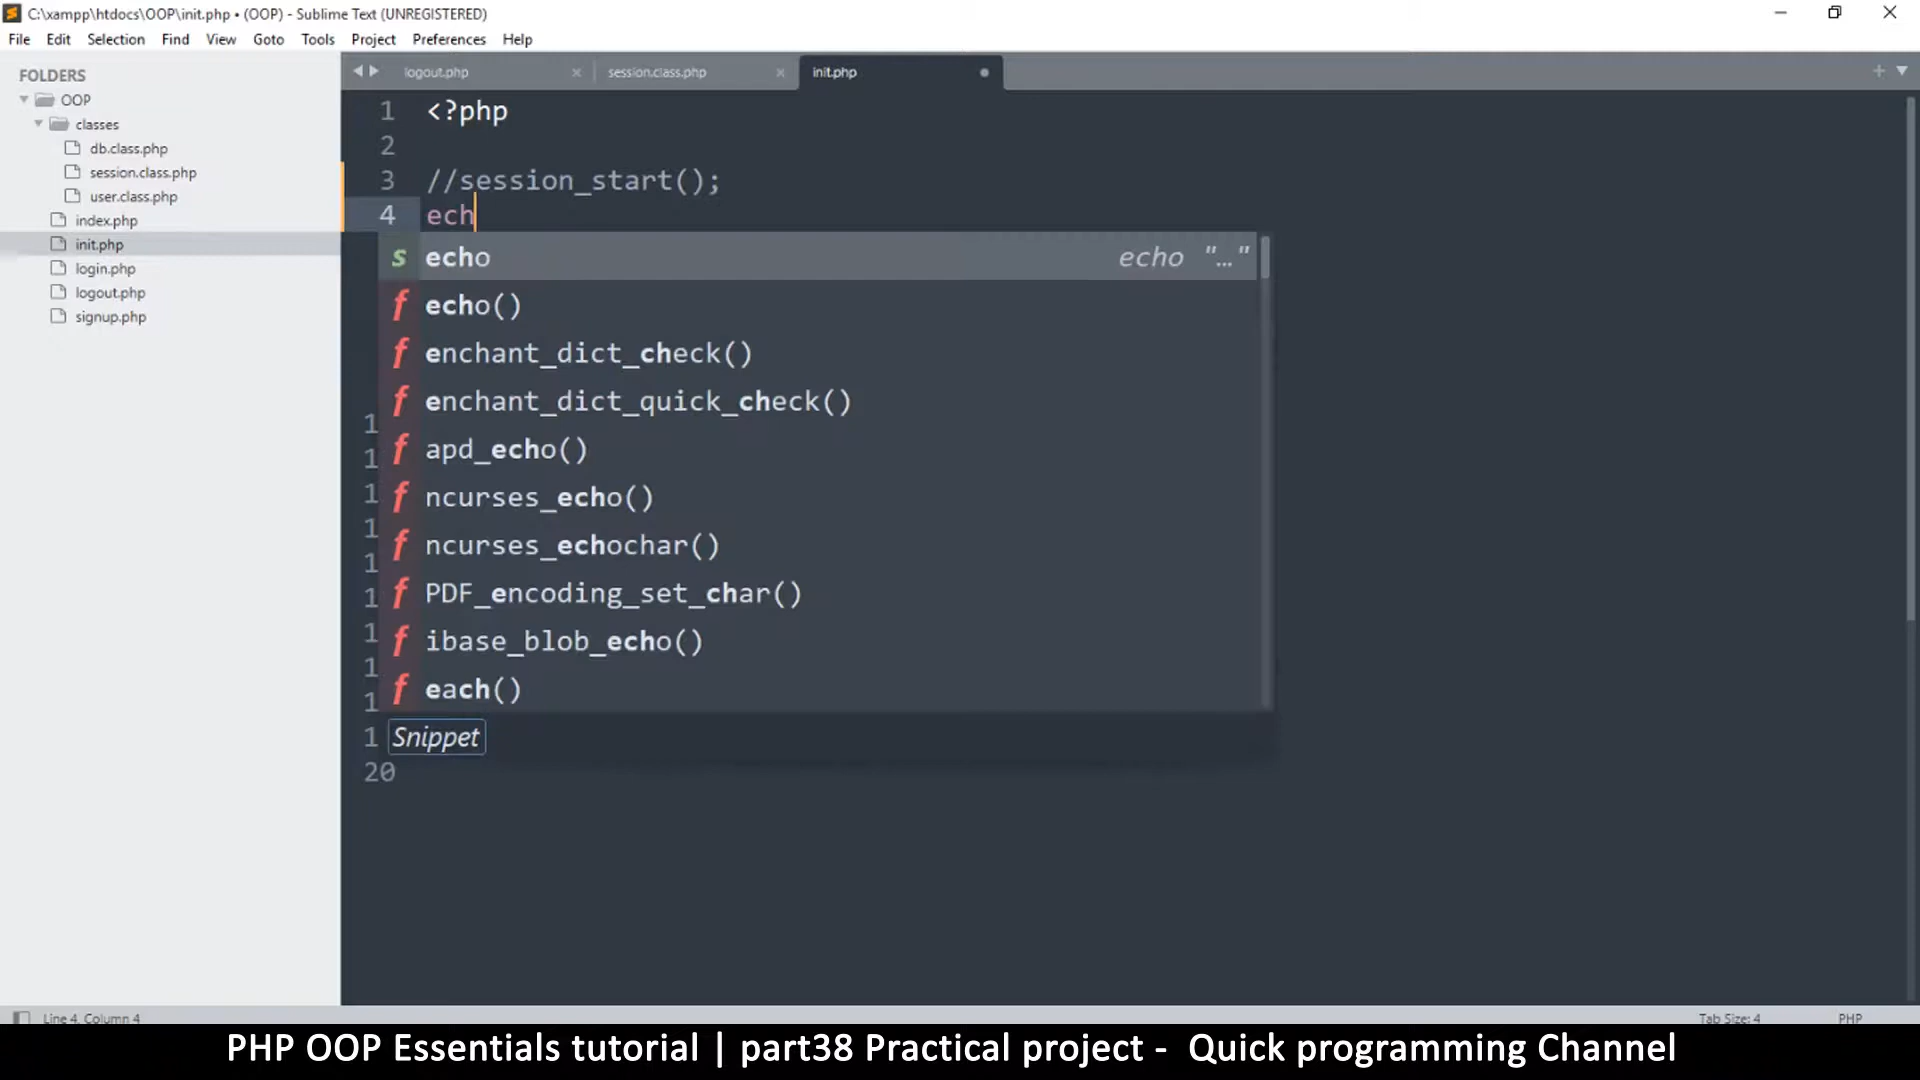 C:\xampp\htdocs\OOP\init.php • (OOP) - Sublime Text (UNREGISTERED)
File Edit Selection Find View Goto Tools Project Preferences Help
FOLDERS
OOP
classes
db.class.php
session.class.php
user.class.php
index.php
init.php
login.php
logout.php
signup.php
logout.php session.class.php init.php
1 <?php
2
3 //session_start();
4 ech
s echo echo "…"
f echo()
f enchant_dict_check()
f enchant_dict_quick_check()
f apd_echo()
f ncurses_echo()
f ncurses_echochar()
f PDF_encoding_set_char()
f ibase_blob_echo()
f each()
1 Snippet
20
Line 4, Column 4 Tab Size: 4 PHP
PHP OOP Essentials tutorial | part38 Practical project - Quick programming Channel